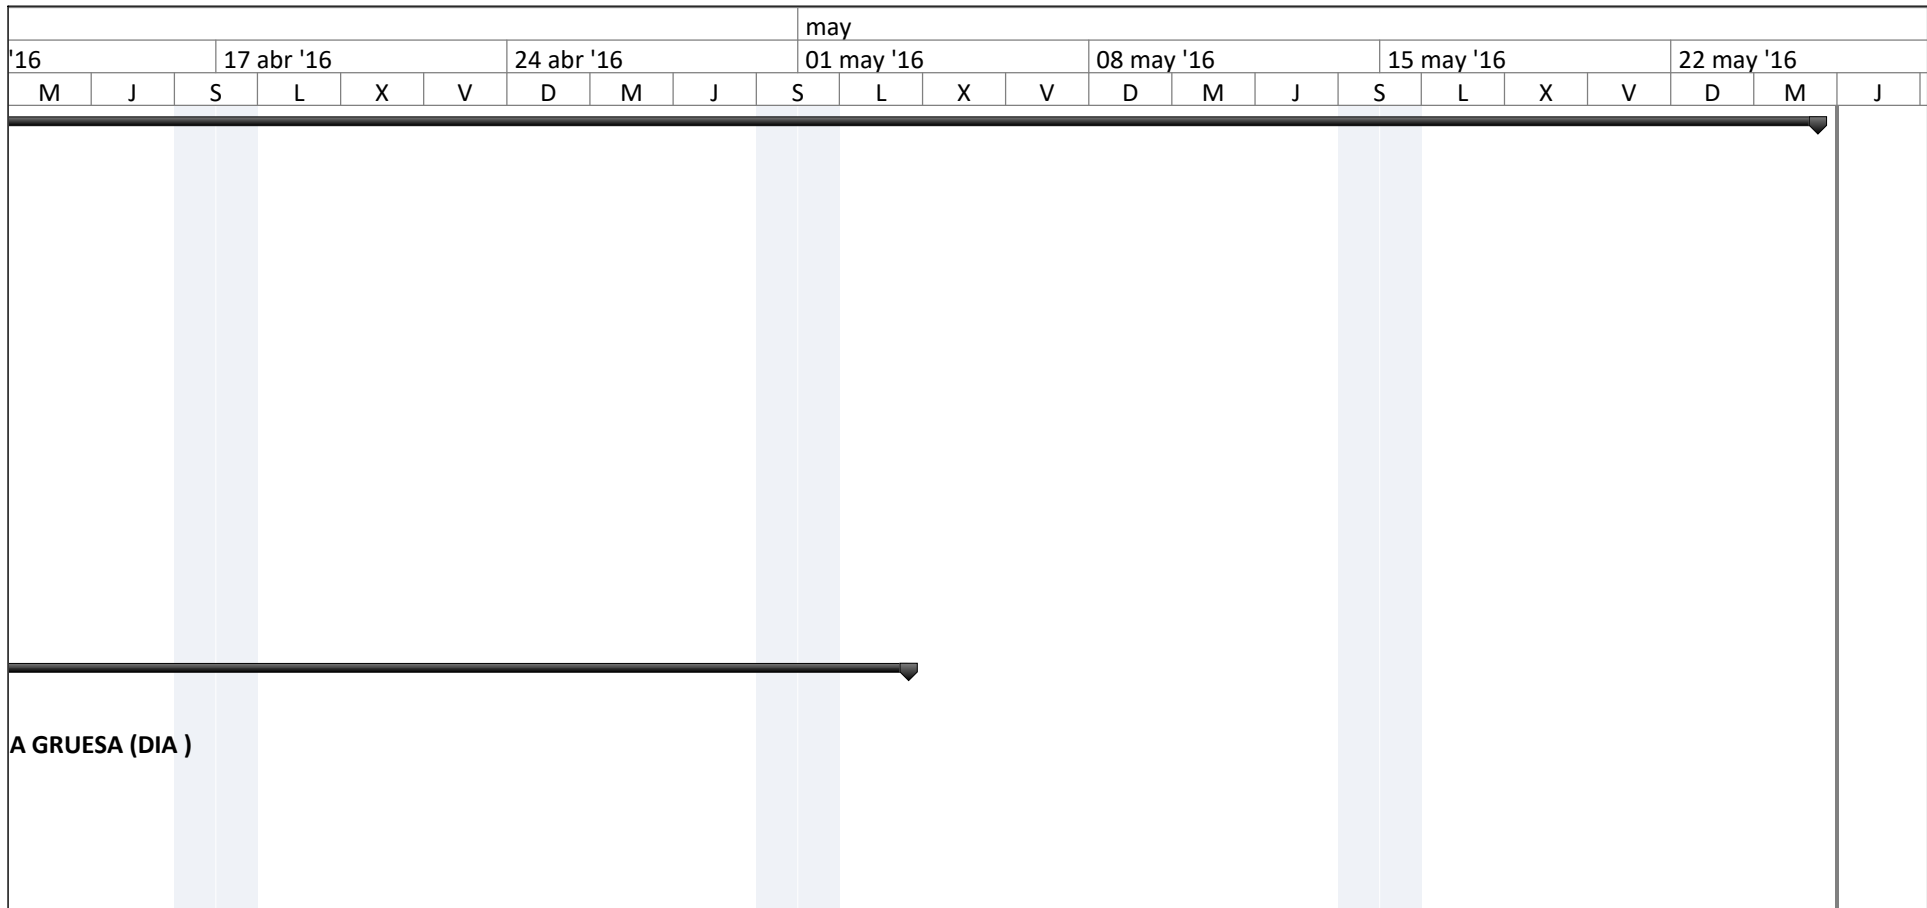 may
'16 17 abr '16 24 abr '16 01 may '16 08 may '16 15 may '16 22 may '16
M J S L X V D M J S L X V D M J S L X V D M J
A GRUESA (DIA )